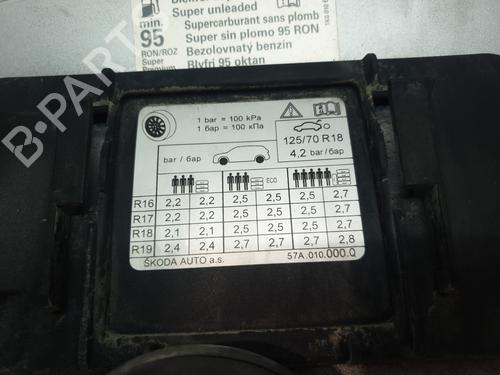 min.
95
RON/ROZ
Super
Super unleaded
Supercarburant sans plomb
Super sin plomo 95 RON
Bezolovnatý benzin
Blyfri 95 oktan
1 bar = 100 kPa
1 бар = 100 кПа
125/70 R18
4,2 bar/бар
bar / бар
ECO
R16 2,2 2,2 2,5 2,5 2,5 2,7
R17 2,2 2,2 2,5 2,5 2,5 2,7
R18 2,1 2,1 2,5 2,5 2,5 2,7
R19 2,4 2,4 2,7 2,7 2,7 2,8
ŠKODA AUTO a.s.
57A.010.000.Q